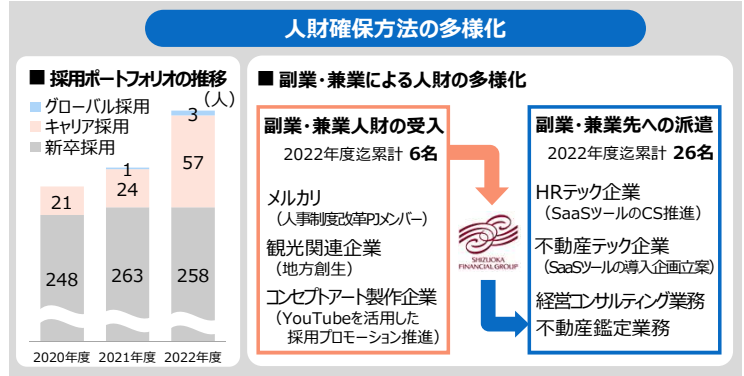 人財確保方法の多様化
■ 採用ポートフォリオの推移
（人）
グローバル採用
キャリア採用
新卒採用
3
57
258
1
24
263
21
248
2020年度 2021年度 2022年度
■ 副業・兼業による人財の多様化
副業・兼業人財の受入
2022年度迄累計 6名
メルカリ
（人事制度改革PJメンバー）
観光関連企業
（地方創生）
コンセプトアート製作企業
（YouTubeを活用した
採用プロモーション推進）
SHIZUOKA
FINANCIAL GROUP
副業・兼業先への派遣
2022年度迄累計 26名
HRテック企業
（SaaSツールのCS推進）
不動産テック企業
（SaaSツールの導入企画立案）
経営コンサルティング業務
不動産鑑定業務